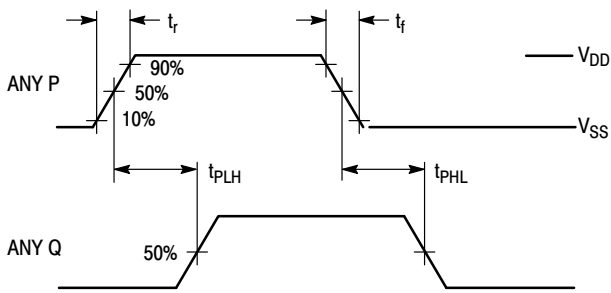 tr
tf
VDD
ANY P
90%
50%
10%
VSS
tPLH
tPHL
ANY Q
50%